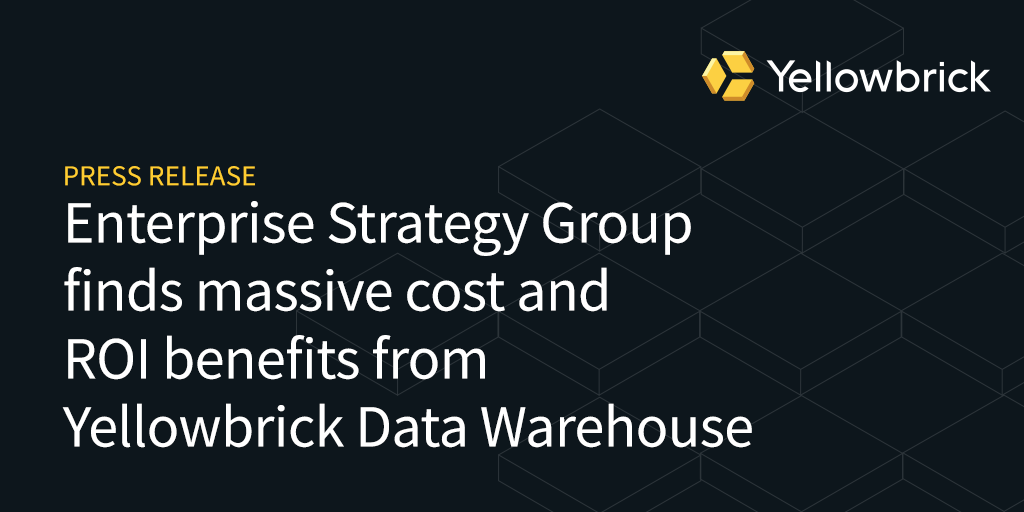 Yellowbrick
PRESS RELEASE
Enterprise Strategy Group
finds massive cost and
ROI benefits from
Yellowbrick Data Warehouse